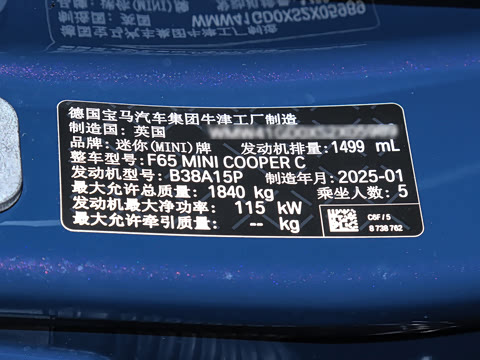 德国宝马汽车集团牛津工厂制造
制造国：英国
品牌：迷你(MINI)牌 发动机排量：1499 mL
整车型号：F65 MINI COOPER C
发动机型号：B38A15P 制造年月：2025-01
最大允许总质量：1840 kg 乘坐人数：5
发动机最大净功率：115 kW
最大允许牵引质量：-- kg
C6F / 5
8 738 762